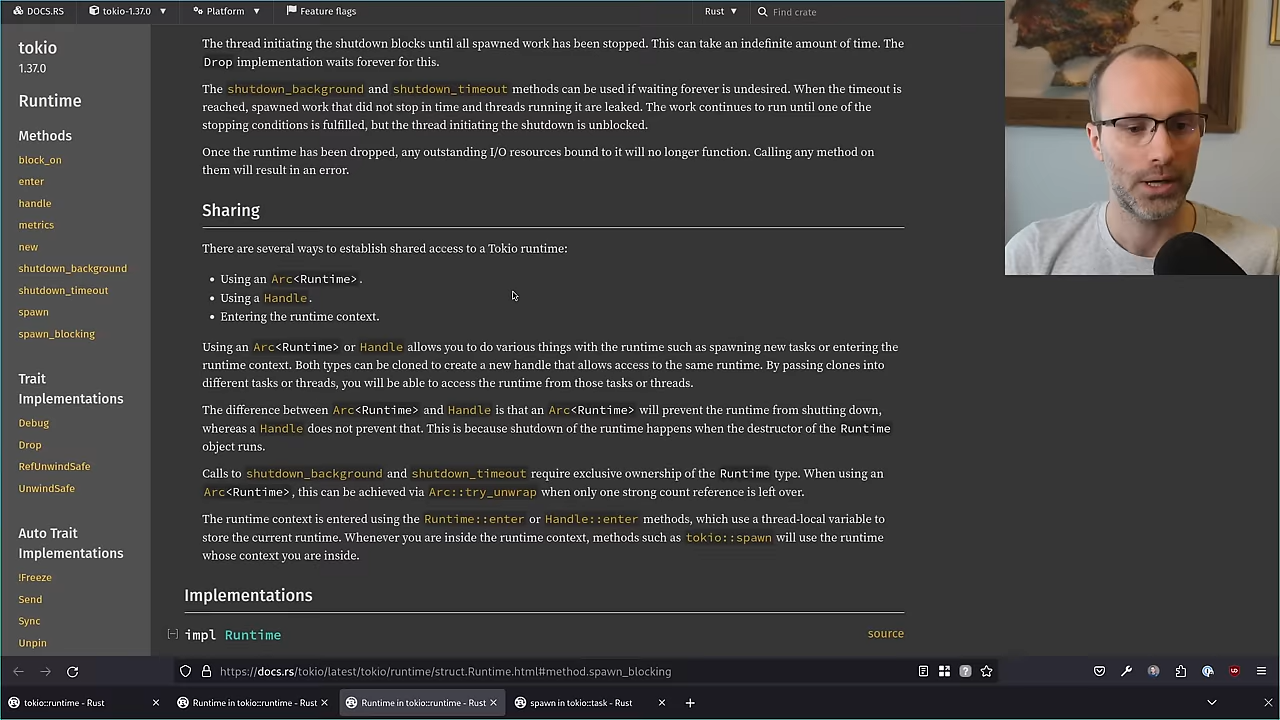 DOCS.RS
tokio-1.37.0
Platform
Feature flags
Rust
Find crate
tokio
1.37.0
Runtime
Methods
block_on
enter
handle
metrics
new
shutdown_background
shutdown_timeout
spawn
spawn_blocking
Trait
Implementations
Debug
Drop
RefUnwindSafe
UnwindSafe
Auto Trait
Implementations
!Freeze
Send
Sync
Unpin
The thread initiating the shutdown blocks until all spawned work has been stopped. This can take an indefinite amount of time. The
Drop implementation waits forever for this.
The shutdown_background and shutdown_timeout methods can be used if waiting forever is undesired. When the timeout is
reached, spawned work that did not stop in time and threads running it are leaked. The work continues to run until one of the
stopping conditions is fulfilled, but the thread initiating the shutdown is unblocked.
Once the runtime has been dropped, any outstanding I/O resources bound to it will no longer function. Calling any method on
them will result in an error.
Sharing
There are several ways to establish shared access to a Tokio runtime:
• Using an Arc<Runtime>.
• Using a Handle.
• Entering the runtime context.
Using an Arc<Runtime> or Handle allows you to do various things with the runtime such as spawning new tasks or entering the
runtime context. Both types can be cloned to create a new handle that allows access to the same runtime. By passing clones into
different tasks or threads, you will be able to access the runtime from those tasks or threads.
The difference between Arc<Runtime> and Handle is that an Arc<Runtime> will prevent the runtime from shutting down,
whereas a Handle does not prevent that. This is because shutdown of the runtime happens when the destructor of the Runtime
object runs.
Calls to shutdown_background and shutdown_timeout require exclusive ownership of the Runtime type. When using an
Arc<Runtime>, this can be achieved via Arc::try_unwrap when only one strong count reference is left over.
The runtime context is entered using the Runtime::enter or Handle::enter methods, which use a thread-local variable to
store the current runtime. Whenever you are inside the runtime context, methods such as tokio::spawn will use the runtime
whose context you are inside.
Implementations
[-] impl Runtime
source
https://docs.rs/tokio/latest/tokio/runtime/struct.Runtime.html#method.spawn_blocking
tokio::runtime - Rust
Runtime in tokio::runtime - Rust
Runtime in tokio::runtime - Rust
spawn in tokio::task - Rust